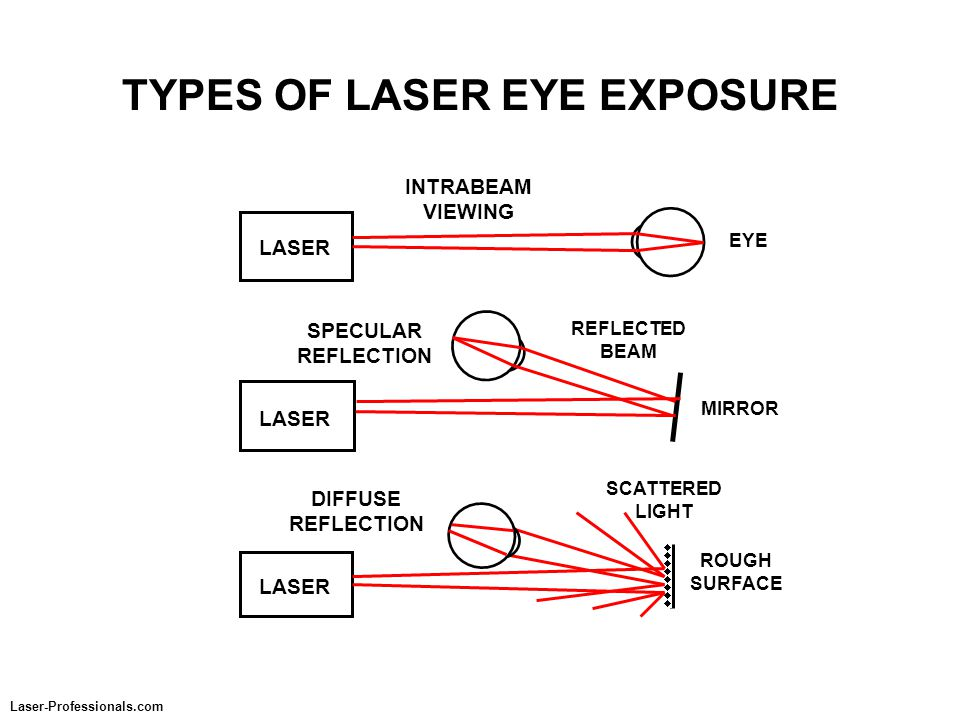 TYPES OF LASER EYE EXPOSURE
INTRABEAM
VIEWING
LASER
EYE
SPECULAR
REFLECTION
REFLECTED
BEAM
LASER
MIRROR
DIFFUSE
REFLECTION
SCATTERED
LIGHT
LASER
ROUGH
SURFACE
Laser-Professionals.com